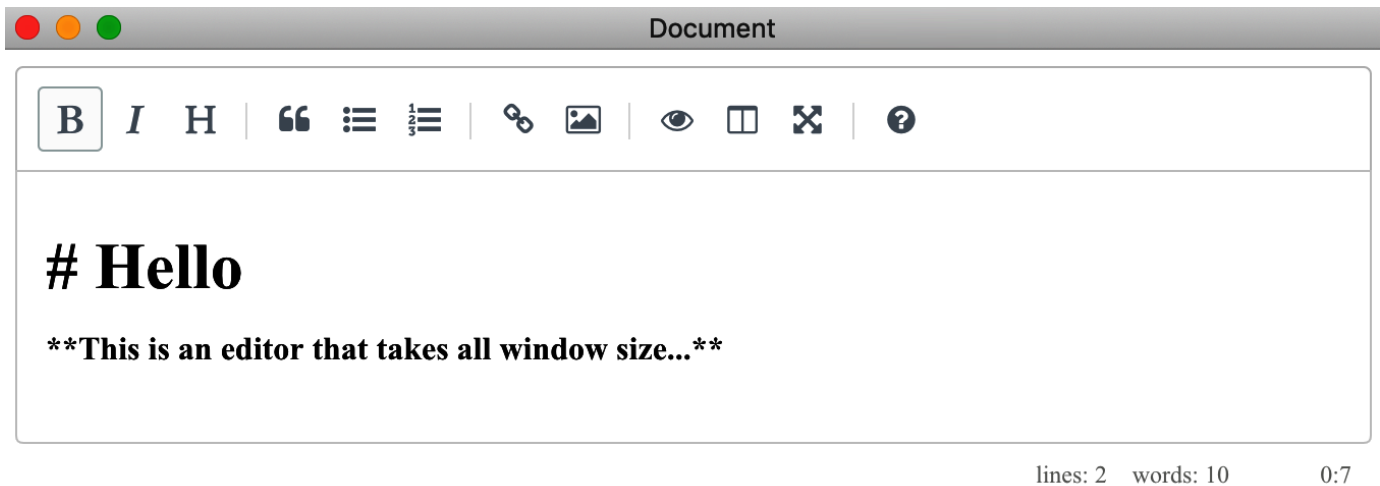 Document
B I H
# Hello
**This is an editor that takes all window size...**
lines: 2 words: 10 0:7